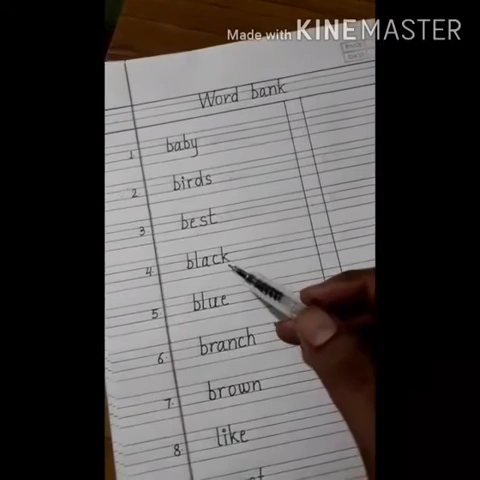 Made with KINEMASTER
Word bank
1 baby
2 birds
3 best
4. black
5. blue
6. branch
7. brown
8. like